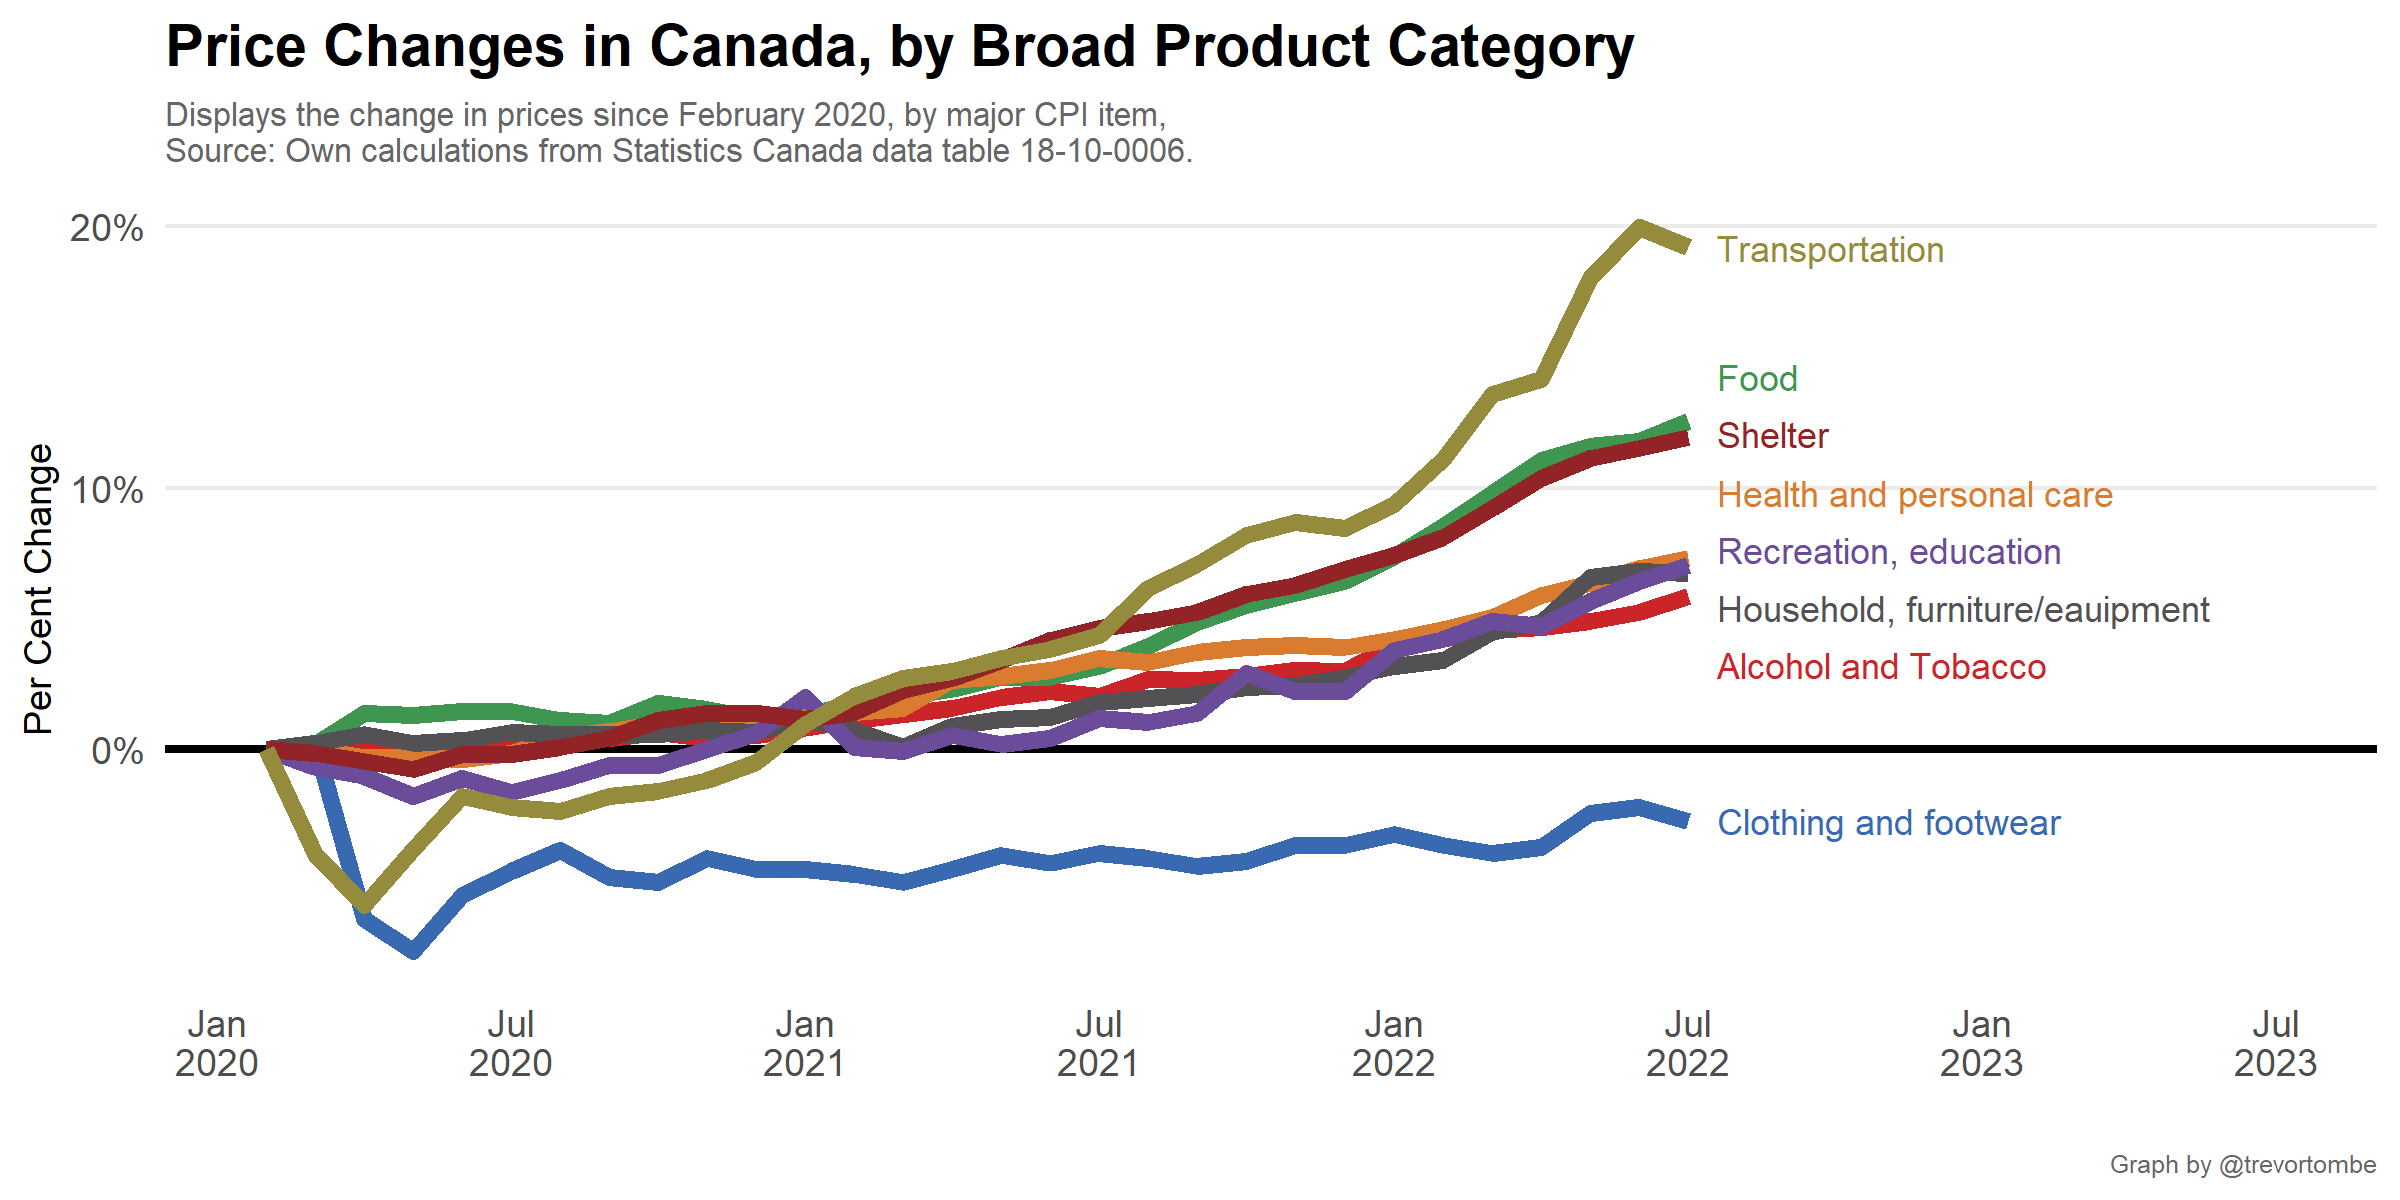 Price Changes in Canada, by Broad Product Category
Displays the change in prices since February 2020, by major CPI item,
Source: Own calculations from Statistics Canada data table 18-10-0006.
Per Cent Change
20%
10%
0%
Transportation
Food
Shelter
Health and personal care
Recreation, education
Household, furniture/eauipment
Alcohol and Tobacco
Clothing and footwear
Jan 2020
Jul 2020
Jan 2021
Jul 2021
Jan 2022
Jul 2022
Jan 2023
Jul 2023
Graph by @trevortombe